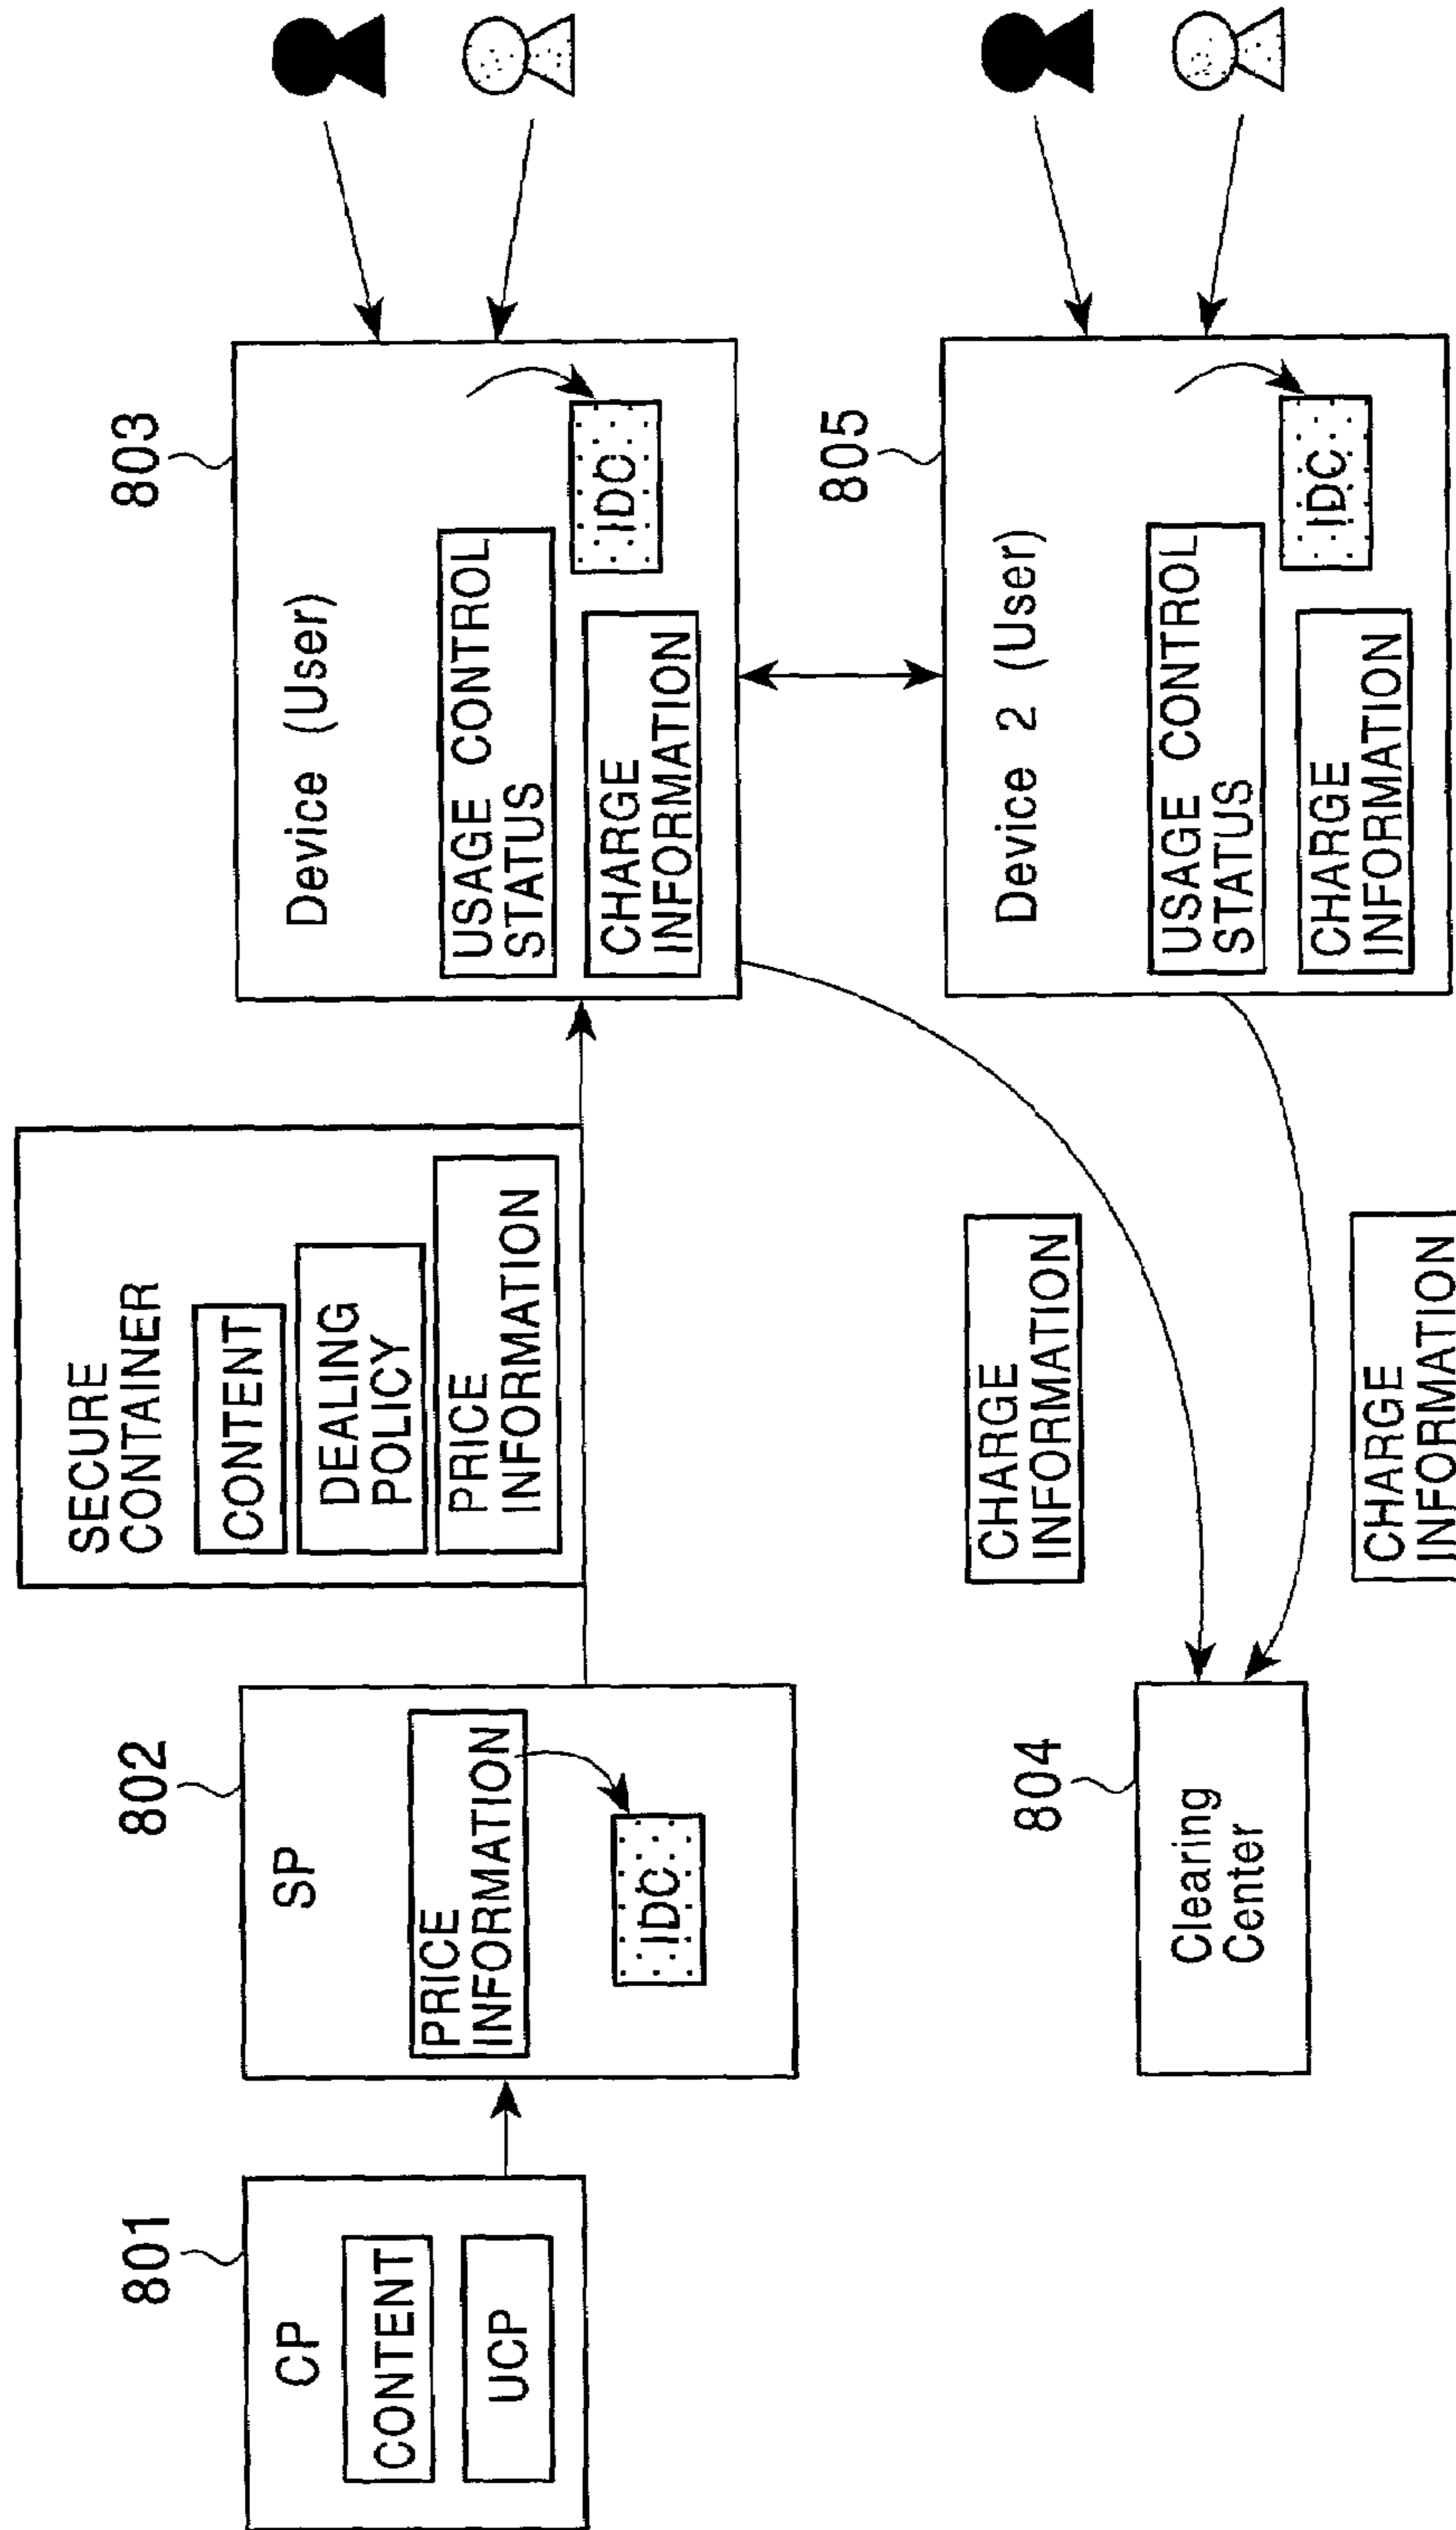 801
CP
CONTENT
UCP
802
SP
PRICE
INFORMATION
IDC
SECURE
CONTAINER
CONTENT
DEALING
POLICY
PRICE
INFORMATION
803
Device (User)
USAGE CONTROL
STATUS
IDC
CHARGE
INFORMATION
804
Clearing
Center
CHARGE
INFORMATION
CHARGE
INFORMATION
805
Device 2 (User)
USAGE CONTROL
STATUS
IDC
CHARGE
INFORMATION